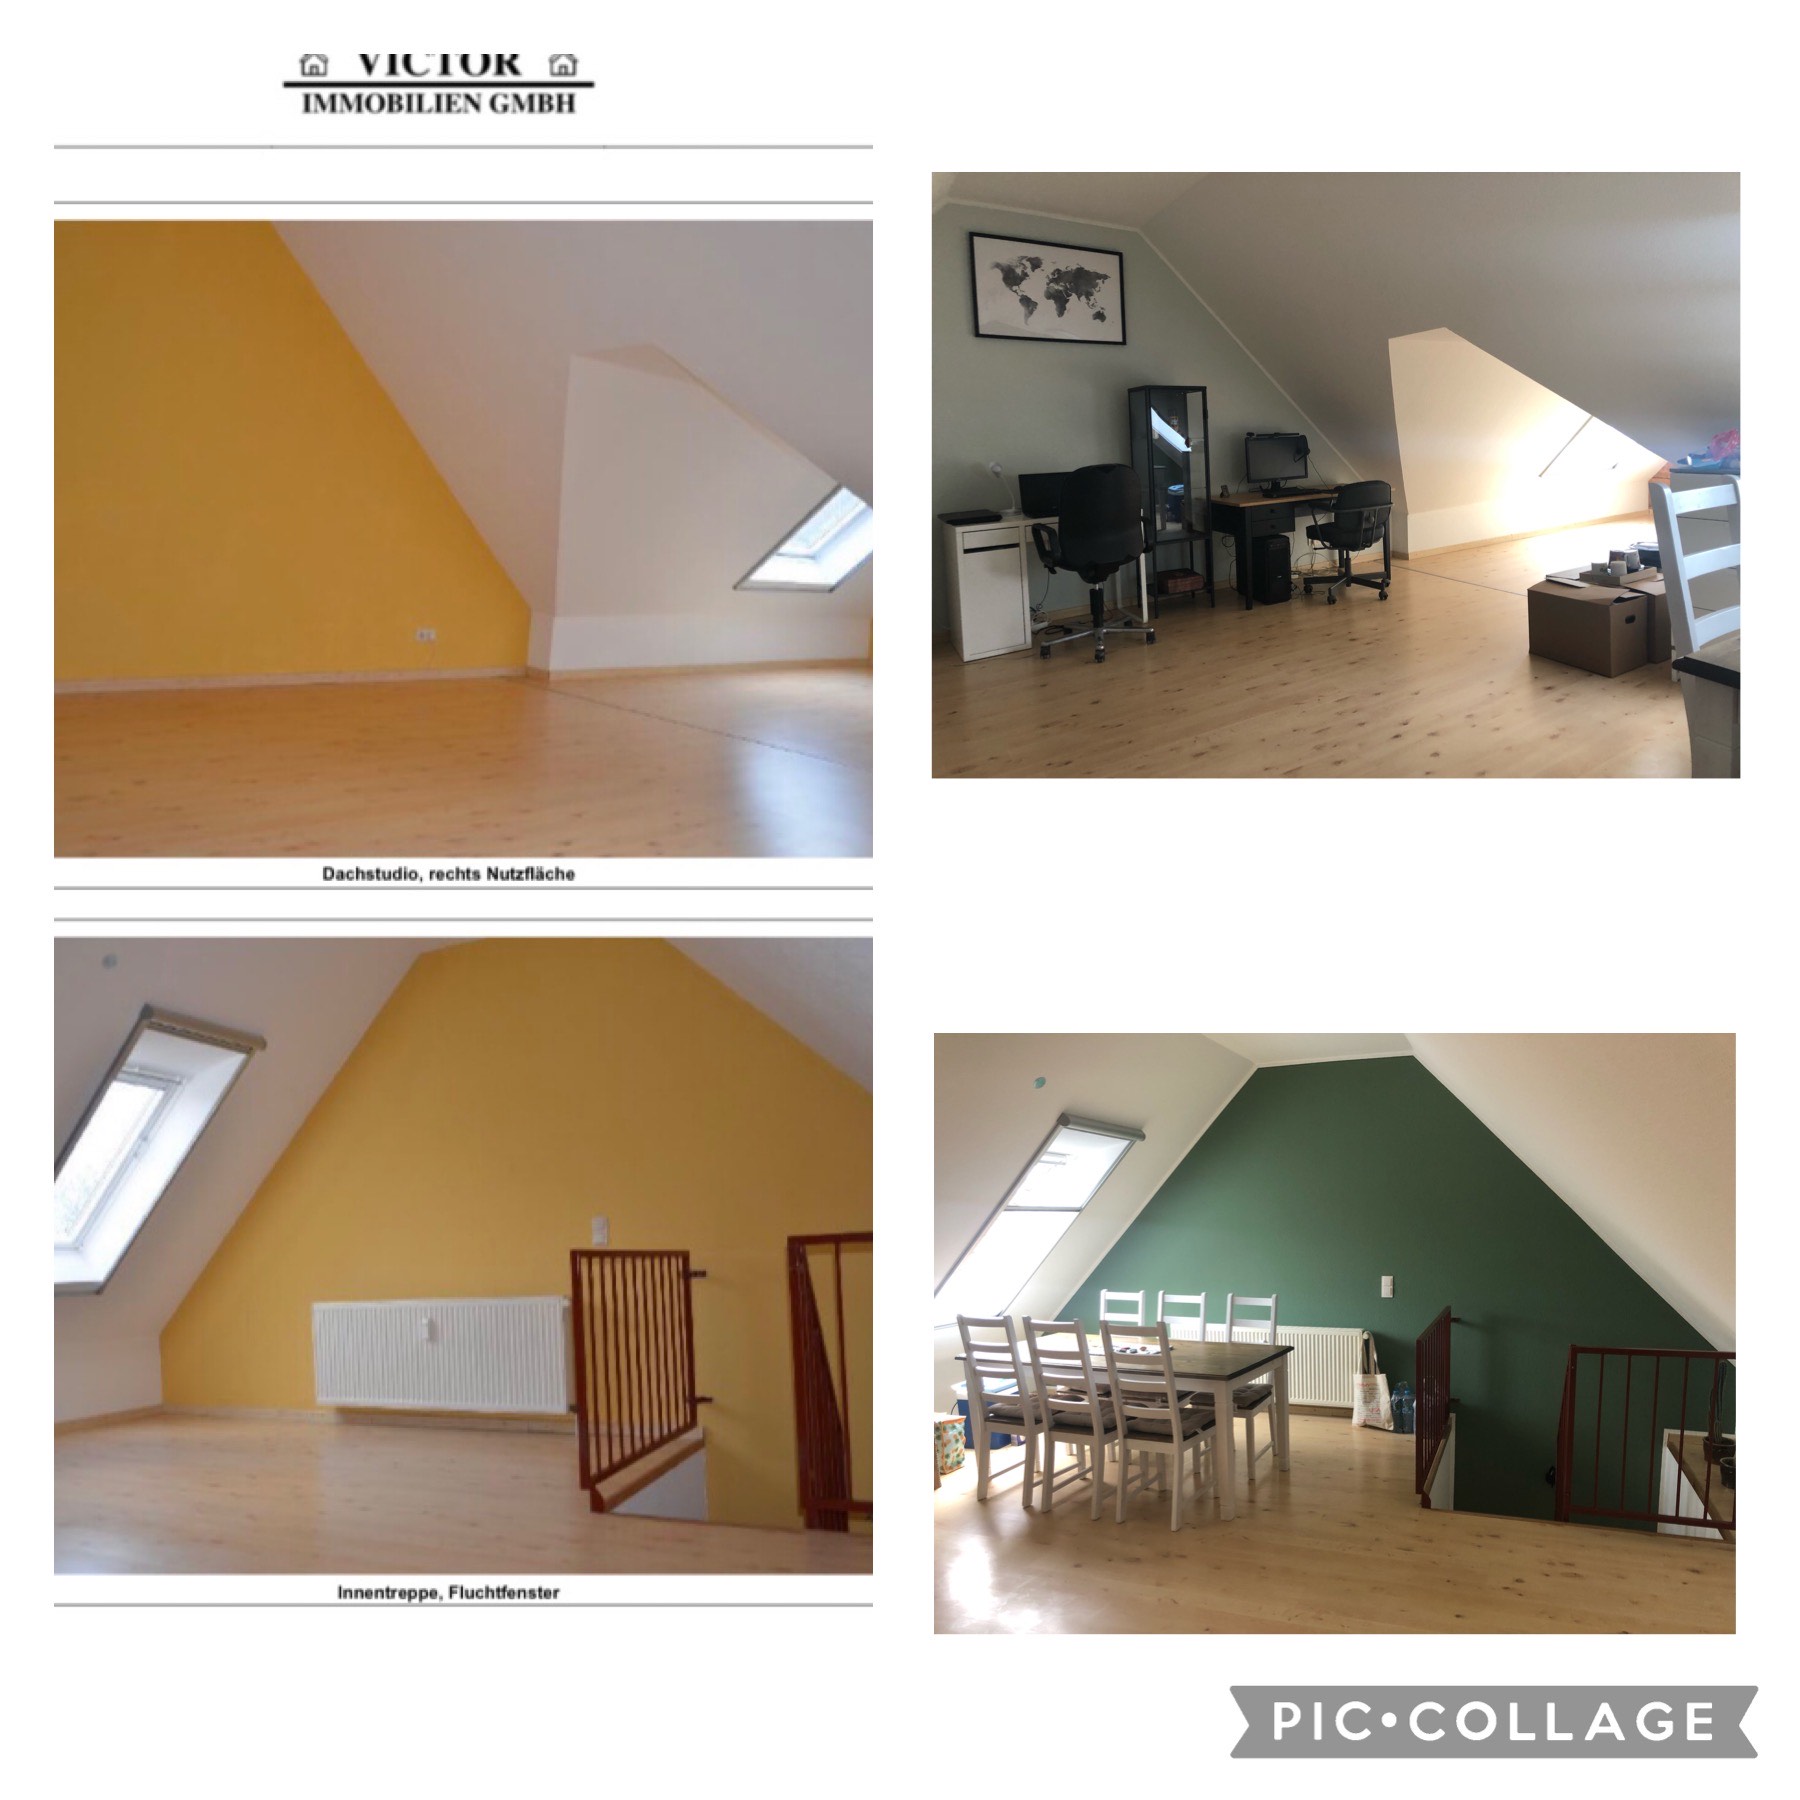 VICTOR
IMMOBILIEN GMBH
Dachstudio, rechts Nutzfläche
Innentreppe, Fluchtfenster
PIC•COLLAGE